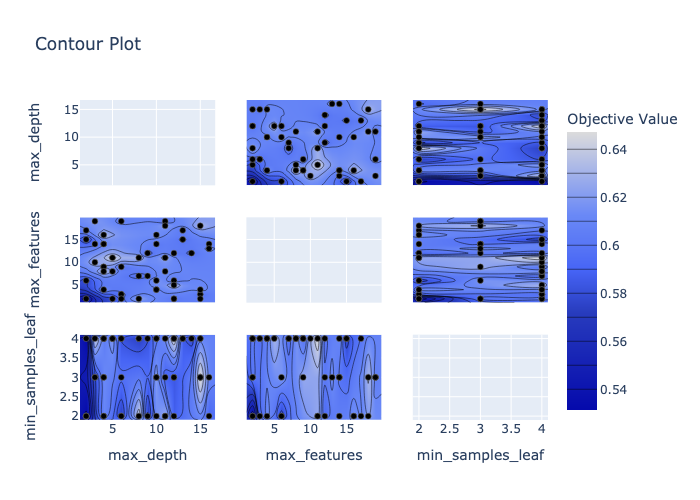 Contour Plot
max_depth
15
10
5
max_features
15
10
5
min_samples_leaf
4
3.5
3
2.5
2
5 10 15
5 10 15
2 2.5 3 3.5 4
max_depth max_features min_samples_leaf
Objective Value
0.64
0.62
0.6
0.58
0.56
0.54